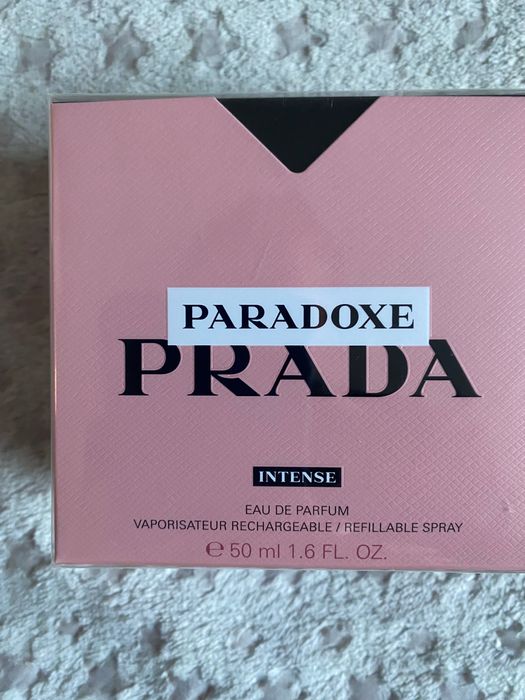 PARADOXE
PRADA
INTENSE
EAU DE PARFUM
VAPORISATEUR RECHARGEABLE / REFILLABLE SPRAY
℮ 50 ml 1.6 FL. OZ.